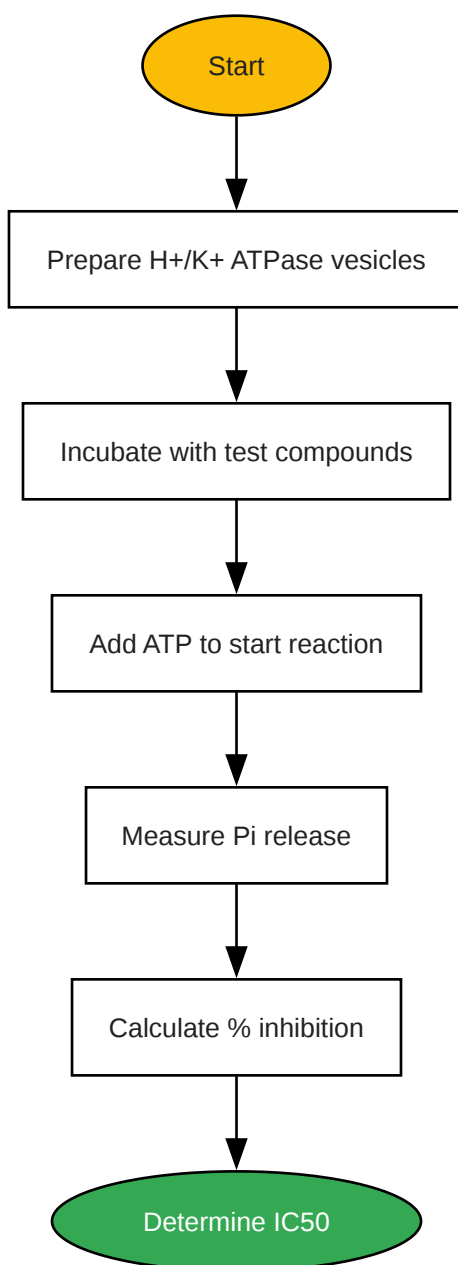 Start
Prepare H+/K+ ATPase vesicles
Incubate with test compounds
Add ATP to start reaction
Measure Pi release
Calculate % inhibition
Determine IC50